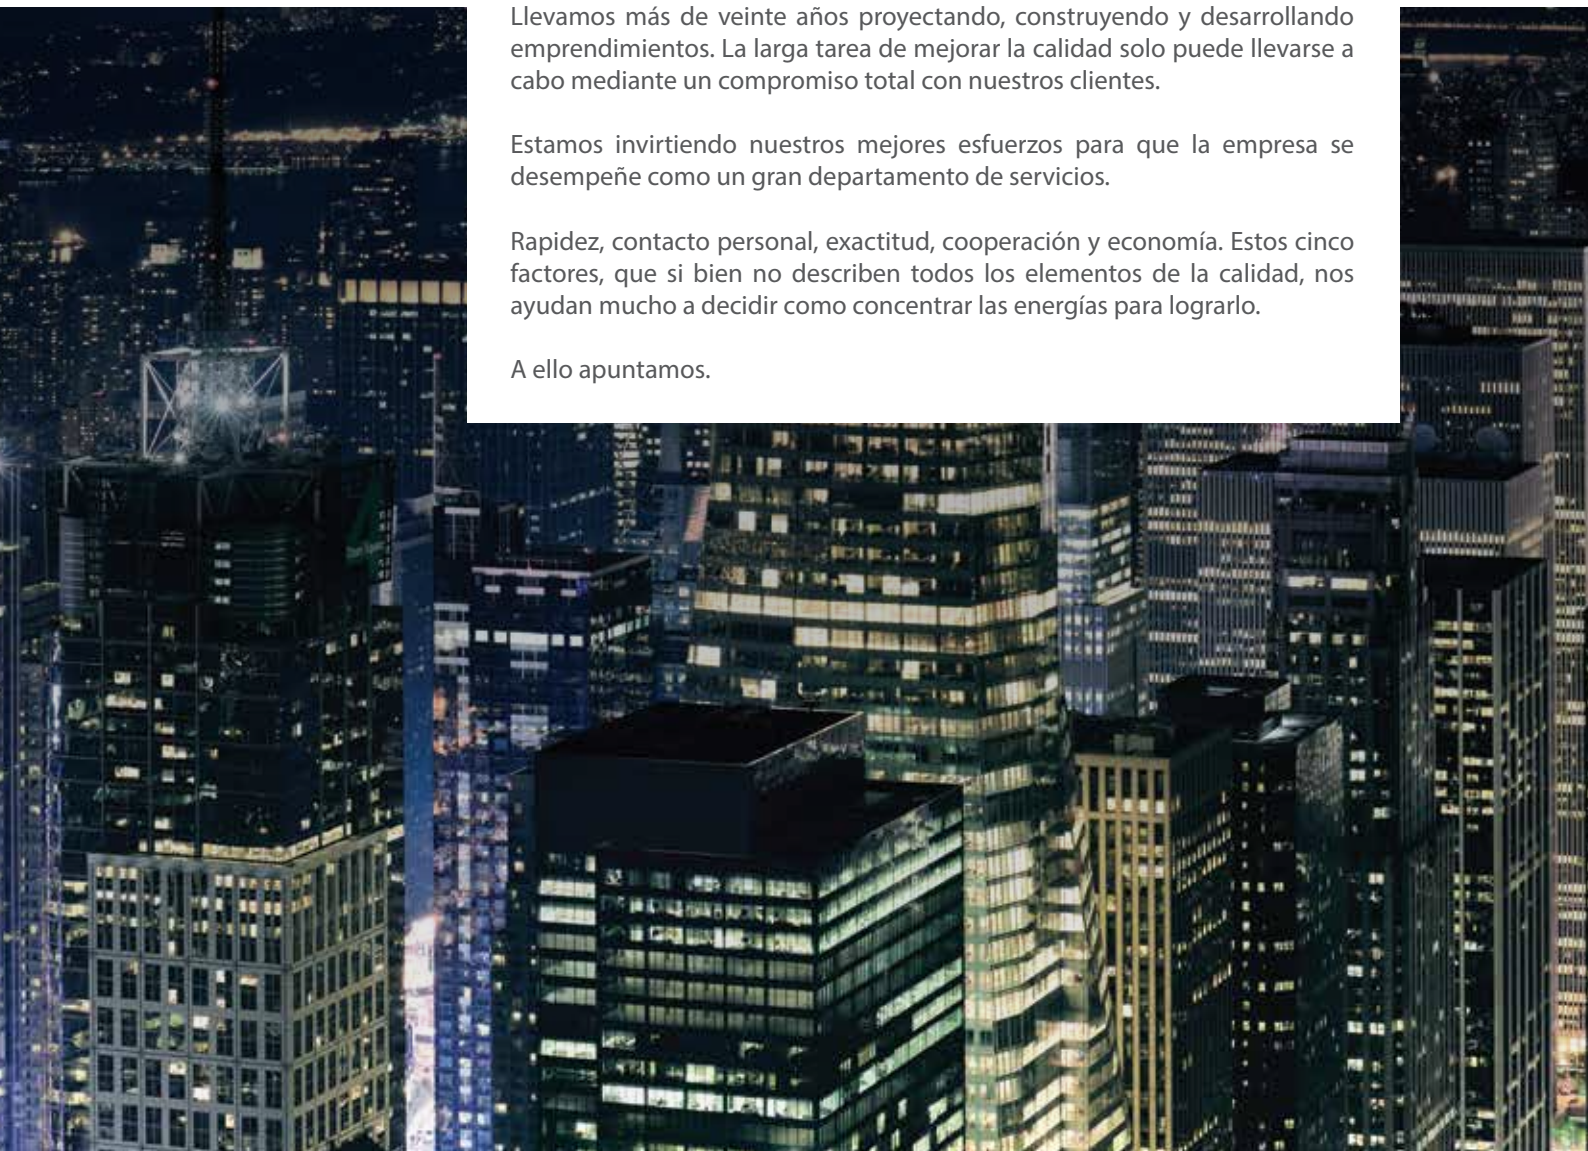 Llevamos más de veinte años proyectando, construyendo y desarrollando
emprendimientos. La larga tarea de mejorar la calidad solo puede llevarse a
cabo mediante un compromiso total con nuestros clientes.
Estamos invirtiendo nuestros mejores esfuerzos para que la empresa se
desempeñe como un gran departamento de servicios.
Rapidez, contacto personal, exactitud, cooperación y economía. Estos cinco
factores, que si bien no describen todos los elementos de la calidad, nos
ayudan mucho a decidir como concentrar las energías para lograrlo.
A ello apuntamos.